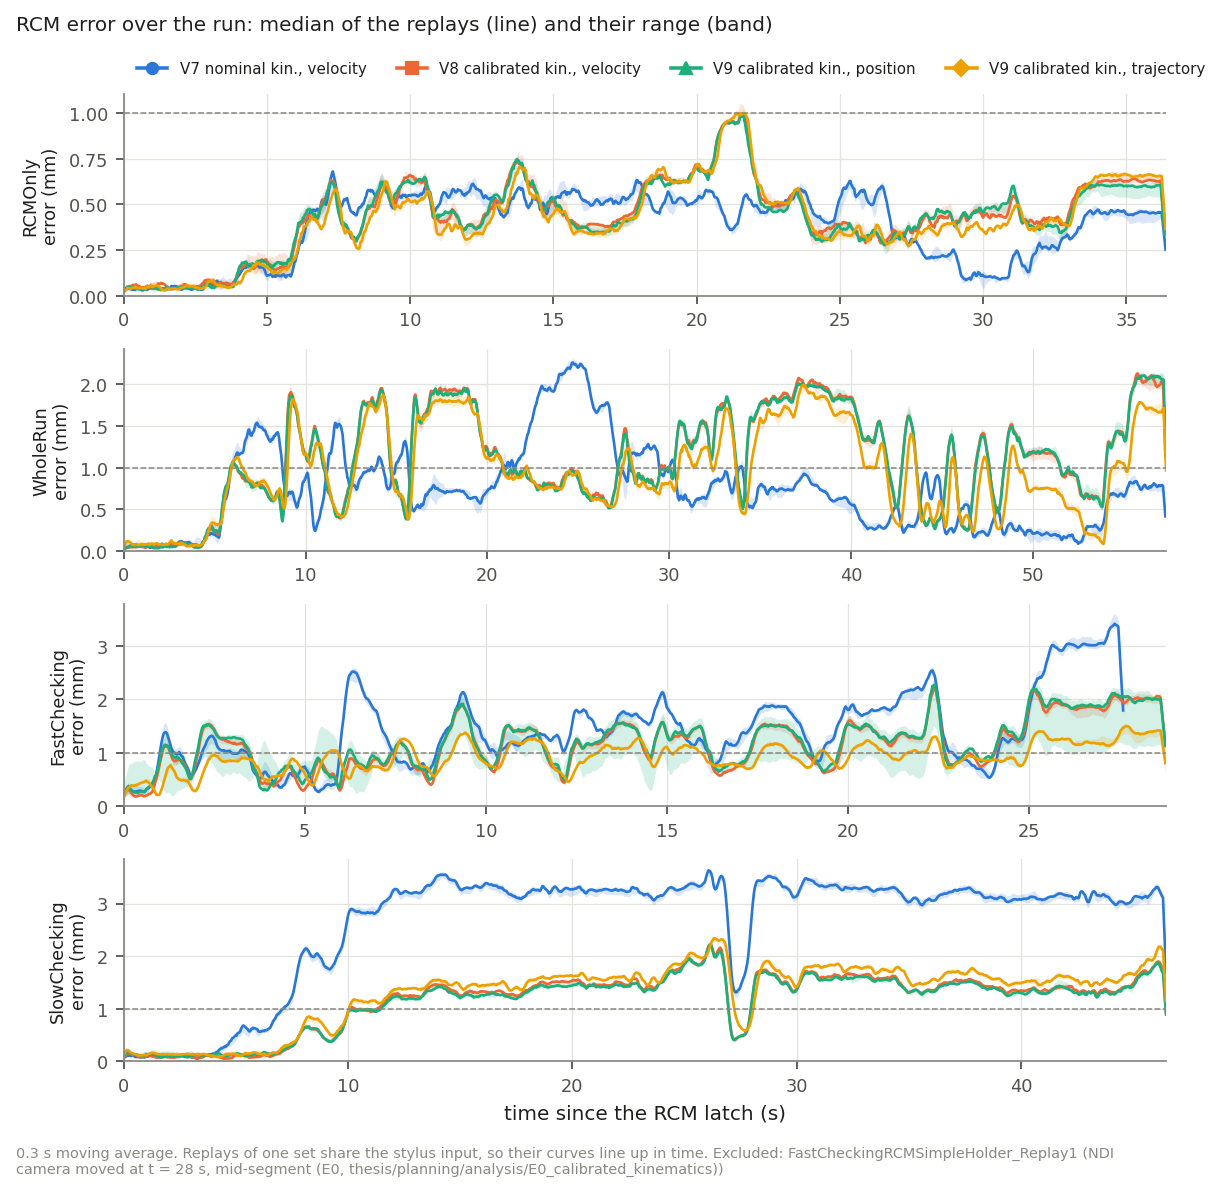 RCM error over the run: median of the replays (line) and their range (band)
V7 nominal kin., velocity
V8 calibrated kin., velocity
V9 calibrated kin., position
V9 calibrated kin., trajectory
RCMOnly
error (mm)
1.00
0.75
0.50
0.25
0.00
0 5 10 15 20 25 30 35
WholeRun
error (mm)
2.0
1.5
1.0
0.5
0.0
0 10 20 30 40 50
FastChecking
error (mm)
3
2
1
0
0 5 10 15 20 25
SlowChecking
error (mm)
3
2
1
0
0 10 20 30 40
time since the RCM latch (s)
0.3 s moving average. Replays of one set share the stylus input, so their curves line up in time. Excluded: FastCheckingRCMSimpleHolder_Replay1 (NDI
camera moved at t = 28 s, mid-segment (E0, thesis/planning/analysis/E0_calibrated_kinematics))